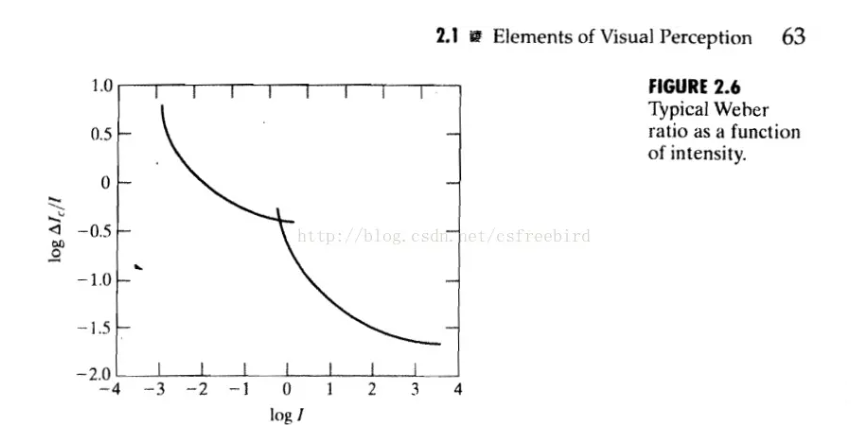 2.1 Elements of Visual Perception 63
FIGURE 2.6
Typical Weber
ratio as a function
of intensity.
1.0
0.5
0
−0.5
−1.0
−1.5
−2.0
log ΔIc/I
http://blog.csdn.net/csfreebird
−4 −3 −2 −1 0 1 2 3 4
log I